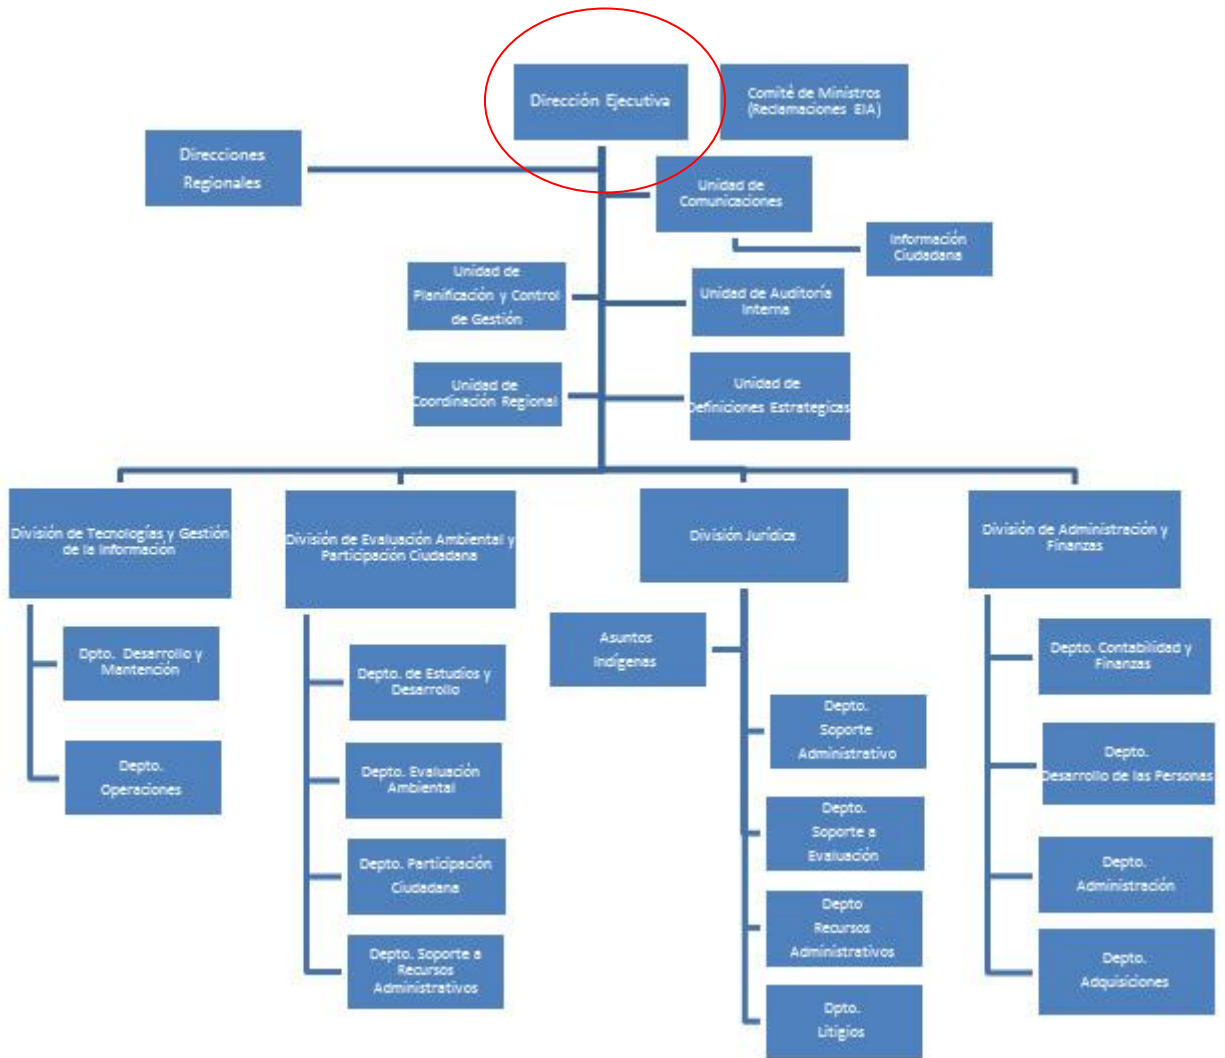 Dirección Ejecutiva
Comité de Ministros
(Reclamaciones EIA)
Direcciones
Regionales
Unidad de
Comunicaciones
Información
Ciudadana
Unidad de
Planificación y Control
de Gestión
Unidad de Auditoría
Interna
Unidad de
Coordinación Regional
Unidad de
Definiciones Estrategicas
División de Tecnologías y Gestión
de la Información
División de Evaluación Ambiental y
Participación Ciudadana
División Jurídica
División de Administración y
Finanzas
Dpto. Desarrollo y
Mantención
Depto.
Operaciones
Depto. de Estudios y
Desarrollo
Depto. Evaluación
Ambiental
Depto. Participación
Ciudadana
Depto. Soporte a
Recursos
Administrativos
Asuntos
Indígenas
Depto.
Soporte
Administrativo
Depto.
Soporte a
Evaluación
Depto
Recursos
Administrativos
Dpto.
Litigios
Depto. Contabilidad y
Finanzas
Depto.
Desarrollo de las Personas
Depto.
Administración
Depto.
Adquisiciones